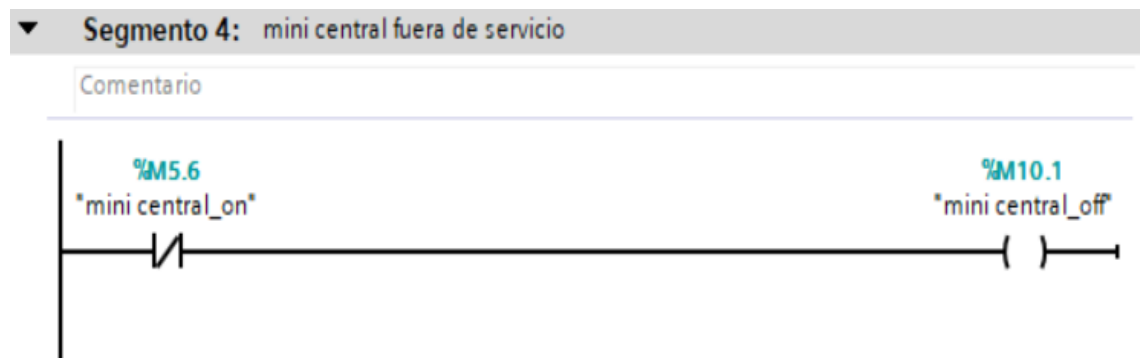 Segmento 4: mini central fuera de servicio
Comentario
%M5.6 %M10.1
"mini central_on" "mini central_off"